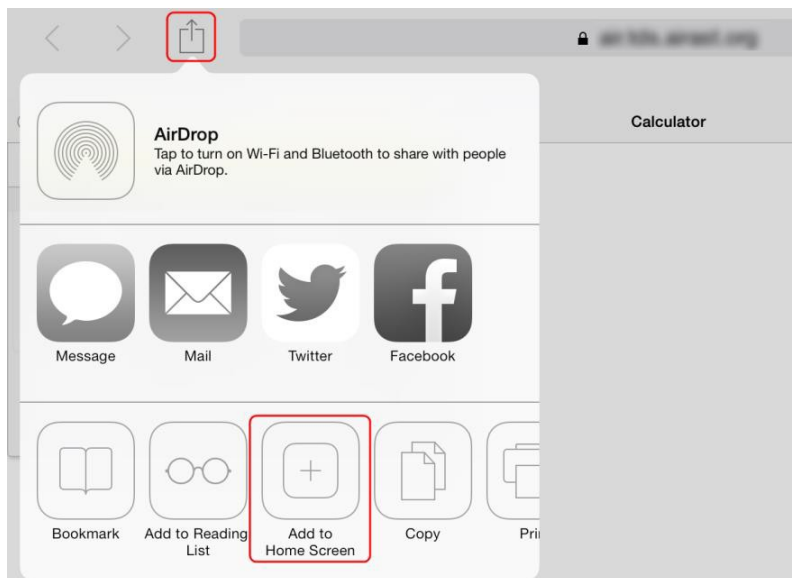 Calculator
AirDrop
Tap to turn on Wi-Fi and Bluetooth to share with people
via AirDrop.
Message
Mail
Twitter
Facebook
Bookmark
Add to Reading
List
Add to
Home Screen
Copy